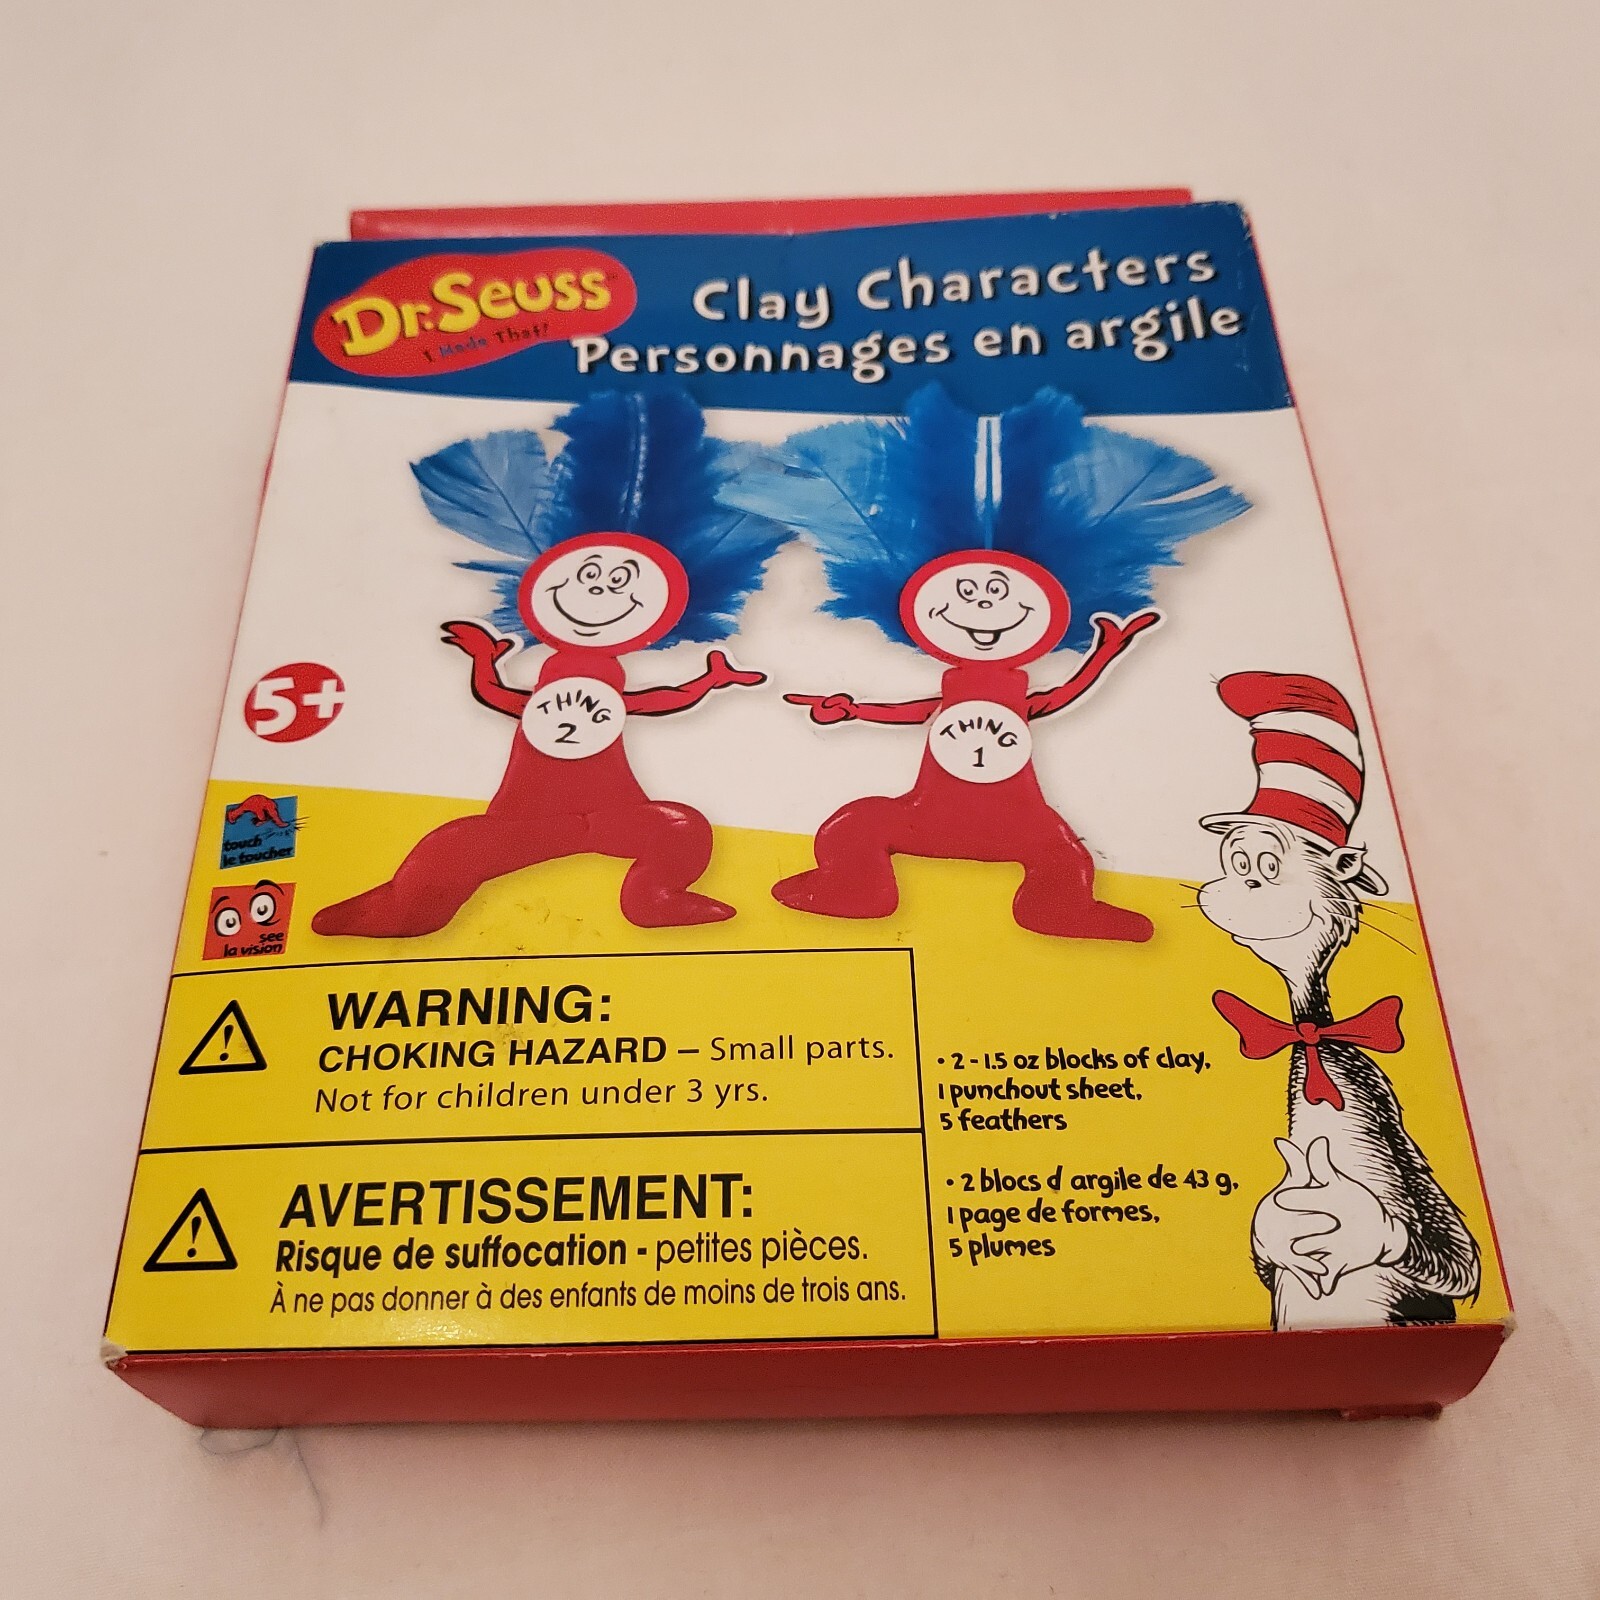 Dr. Seuss
I Made That!
Clay Characters
Personnages en argile
THING
2
THING
1
5+
touch
le toucher
see
la vision
WARNING:
CHOKING HAZARD – Small parts.
Not for children under 3 yrs.
AVERTISSEMENT:
Risque de suffocation - petites pièces.
À ne pas donner à des enfants de moins de trois ans.
• 2 - 1.5 oz blocks of clay,
1 punchout sheet,
5 feathers
• 2 blocs d argile de 43 g,
1 page de formes,
5 plumes